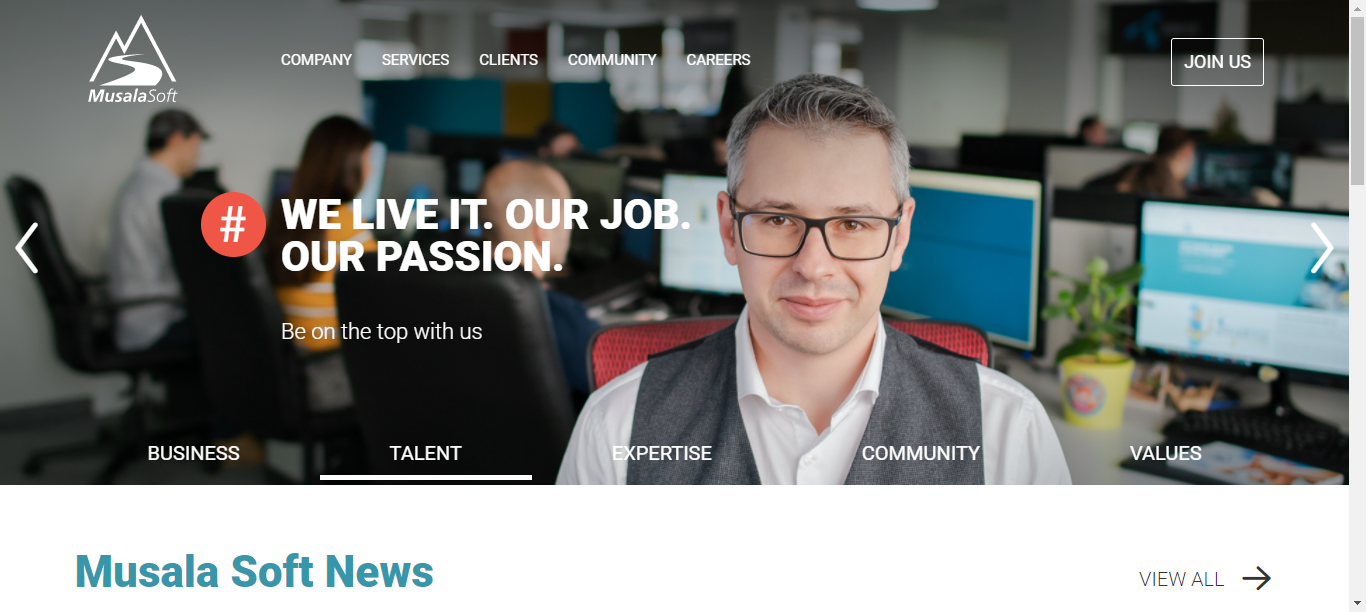 COMPANY SERVICES CLIENTS COMMUNITY CAREERS
JOIN US
MusalaSoft
# WE LIVE IT. OUR JOB.
OUR PASSION.
Be on the top with us
BUSINESS TALENT EXPERTISE COMMUNITY VALUES
Musala Soft News
VIEW ALL